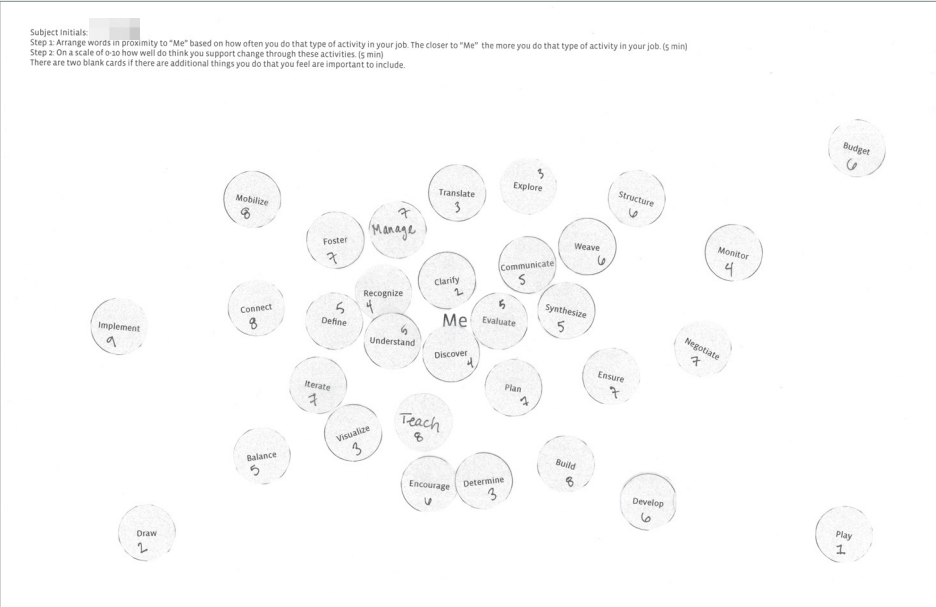 Subject Initials:
Step 1: Arrange words in proximity to "Me" based on how often you do that type of activity in your job. The closer to "Me" the more you do that type of activity in your job. (5 min)
Step 2: On a scale of 0-10 how well do think you support change through these activities. (5 min)
There are two blank cards if there are additional things you do that you feel are important to include.
Budget
6
Mobilize
8
Translate
3
3
Explore
Structure
6
7
Manage
Foster
7
Weave
6
Monitor
4
Communicate
5
Clarify
2
Recognize
4
Connect
8
5
Define
Me
5
Evaluate
Synthesize
5
Implement
9
Understand
Discover
4
Negotiate
7
Iterate
7
Plan
7
Ensure
7
Visualize
3
Teach
8
Balance
5
Encourage
6
Determine
3
Build
8
Develop
6
Draw
2
Play
1